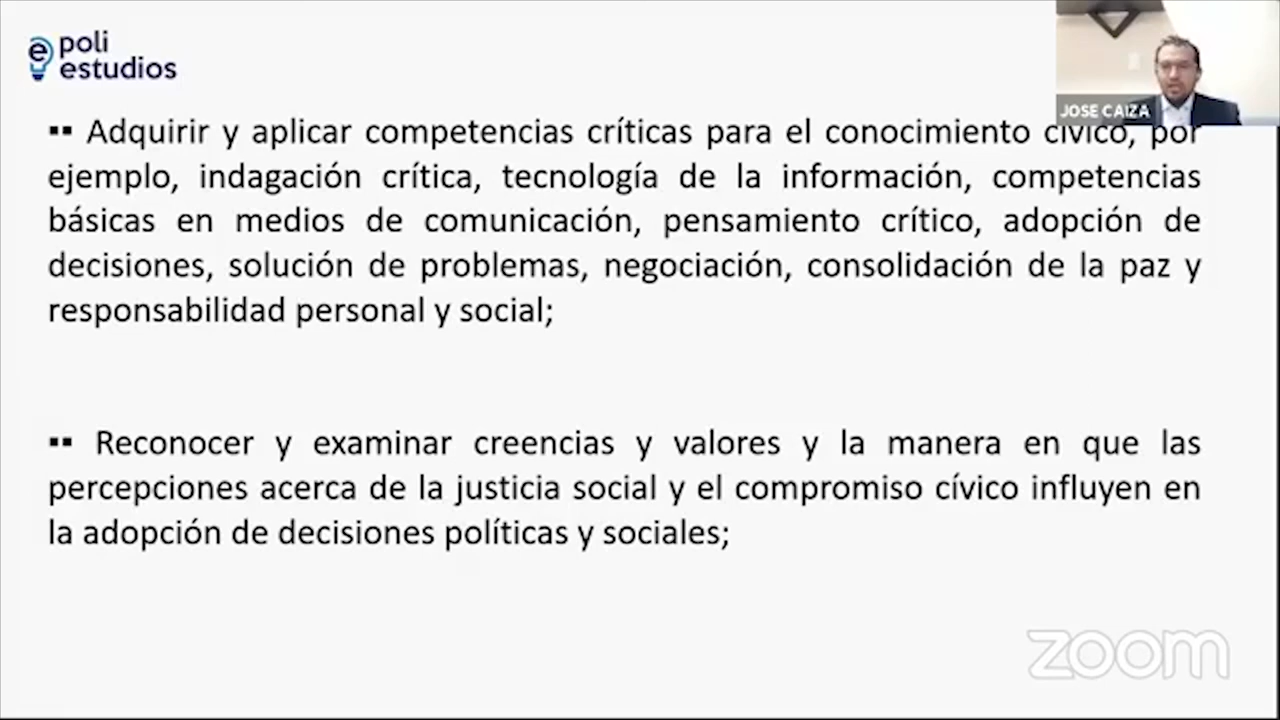 poli
estudios
JOSE CAIZA
▪▪ Adquirir y aplicar competencias críticas para el conocimiento cívico, por
ejemplo, indagación crítica, tecnología de la información, competencias
básicas en medios de comunicación, pensamiento crítico, adopción de
decisiones, solución de problemas, negociación, consolidación de la paz y
responsabilidad personal y social;
▪▪ Reconocer y examinar creencias y valores y la manera en que las
percepciones acerca de la justicia social y el compromiso cívico influyen en
la adopción de decisiones políticas y sociales;
zoom